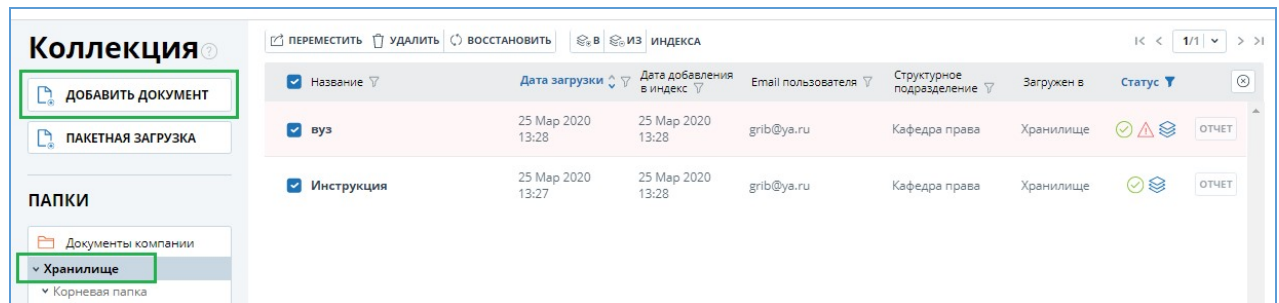 Коллекция
ДОБАВИТЬ ДОКУМЕНТ
ПАКЕТНАЯ ЗАГРУЗКА
ПАПКИ
Документы компании
Хранилище
Корневая папка
ПЕРЕМЕСТИТЬ УДАЛИТЬ ВОССТАНОВИТЬ В ИЗ ИНДЕКСА 1/1
Название Дата загрузки Дата добавления в индекс Email пользователя Структурное подразделение Загружен в Статус
вуз 25 Мар 2020 13:28 25 Мар 2020 13:28 grib@ya.ru Кафедра права Хранилище ОТЧЕТ
Инструкция 25 Мар 2020 13:27 25 Мар 2020 13:28 grib@ya.ru Кафедра права Хранилище ОТЧЕТ